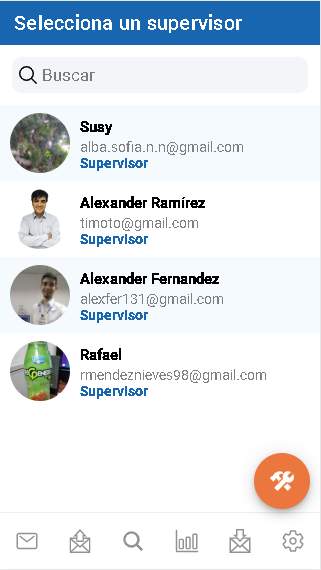 Selecciona un supervisor
Buscar
Susy
alba.sofia.n.n@gmail.com
Supervisor
Alexander Ramírez
timoto@gmail.com
Supervisor
Alexander Fernandez
alexfer131@gmail.com
Supervisor
Rafael
rmendeznieves98@gmail.com
Supervisor